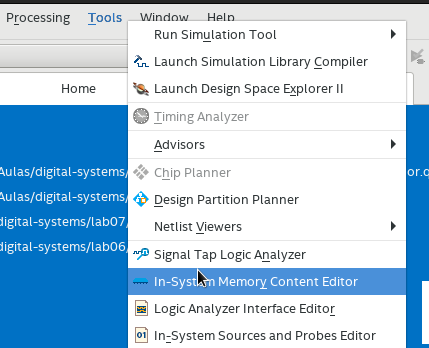 Processing Tools Window Help
Run Simulation Tool
Launch Simulation Library Compiler
Home
Launch Design Space Explorer II
Timing Analyzer
Advisors
Aulas/digital-systems/
Chip Planner
or.q
Aulas/digital-systems/
Design Partition Planner
digital-systems/lab07/
Netlist Viewers
digital-systems/lab06/
Signal Tap Logic Analyzer
In-System Memory Content Editor
Logic Analyzer Interface Editor
In-System Sources and Probes Editor